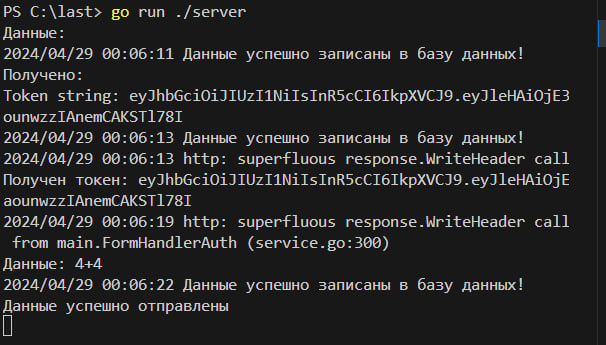 PS C:\last> go run ./server
Данные:
2024/04/29 00:06:11 Данные успешно записаны в базу данных!
Получено:
Token string: eyJhbGciOiJIUzI1NiIsInR5cCI6IkpXVCJ9.eyJleHAiOjE3
ounwzzIAnemCAKSTl78I
2024/04/29 00:06:13 Данные успешно записаны в базу данных!
2024/04/29 00:06:13 http: superfluous response.WriteHeader call
Получен токен: eyJhbGciOiJIUzI1NiIsInR5cCI6IkpXVCJ9.eyJleHAiOjE
aounwzzIAnemCAKSTl78I
2024/04/29 00:06:19 http: superfluous response.WriteHeader call
 from main.FormHandlerAuth (service.go:300)
Данные: 4+4
2024/04/29 00:06:22 Данные успешно записаны в базу данных!
Данные успешно отправлены